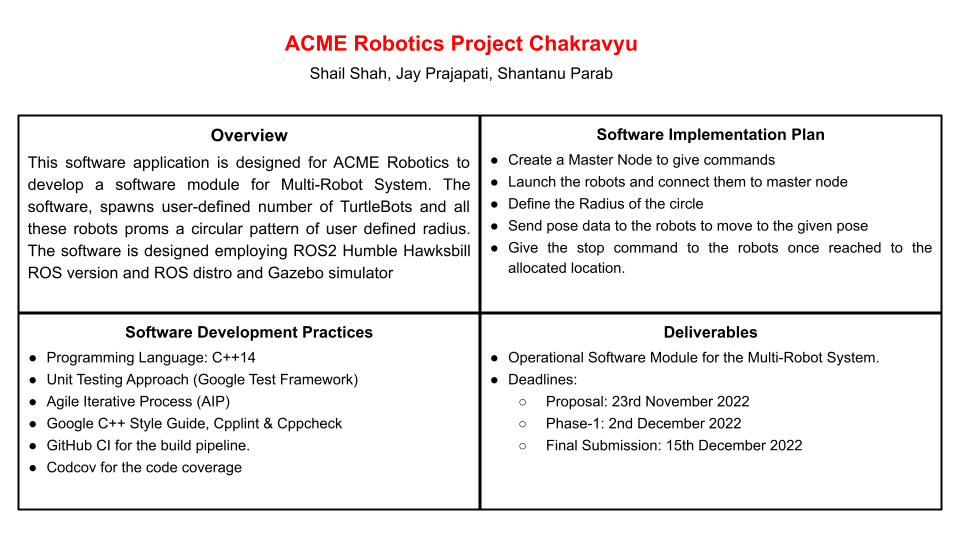 ACME Robotics Project Chakravyu
Shail Shah, Jay Prajapati, Shantanu Parab
Overview
This software application is designed for ACME Robotics to
develop a software module for Multi-Robot System. The
software, spawns user-defined number of TurtleBots and all
these robots proms a circular pattern of user defined radius.
The software is designed employing ROS2 Humble Hawksbill
ROS version and ROS distro and Gazebo simulator
Software Implementation Plan
● Create a Master Node to give commands
● Launch the robots and connect them to master node
● Define the Radius of the circle
● Send pose data to the robots to move to the given pose
● Give the stop command to the robots once reached to the
allocated location.
Software Development Practices
● Programming Language: C++14
● Unit Testing Approach (Google Test Framework)
● Agile Iterative Process (AIP)
● Google C++ Style Guide, Cpplint & Cppcheck
● GitHub CI for the build pipeline.
● Codcov for the code coverage
Deliverables
● Operational Software Module for the Multi-Robot System.
● Deadlines:
○ Proposal: 23rd November 2022
○ Phase-1: 2nd December 2022
○ Final Submission: 15th December 2022